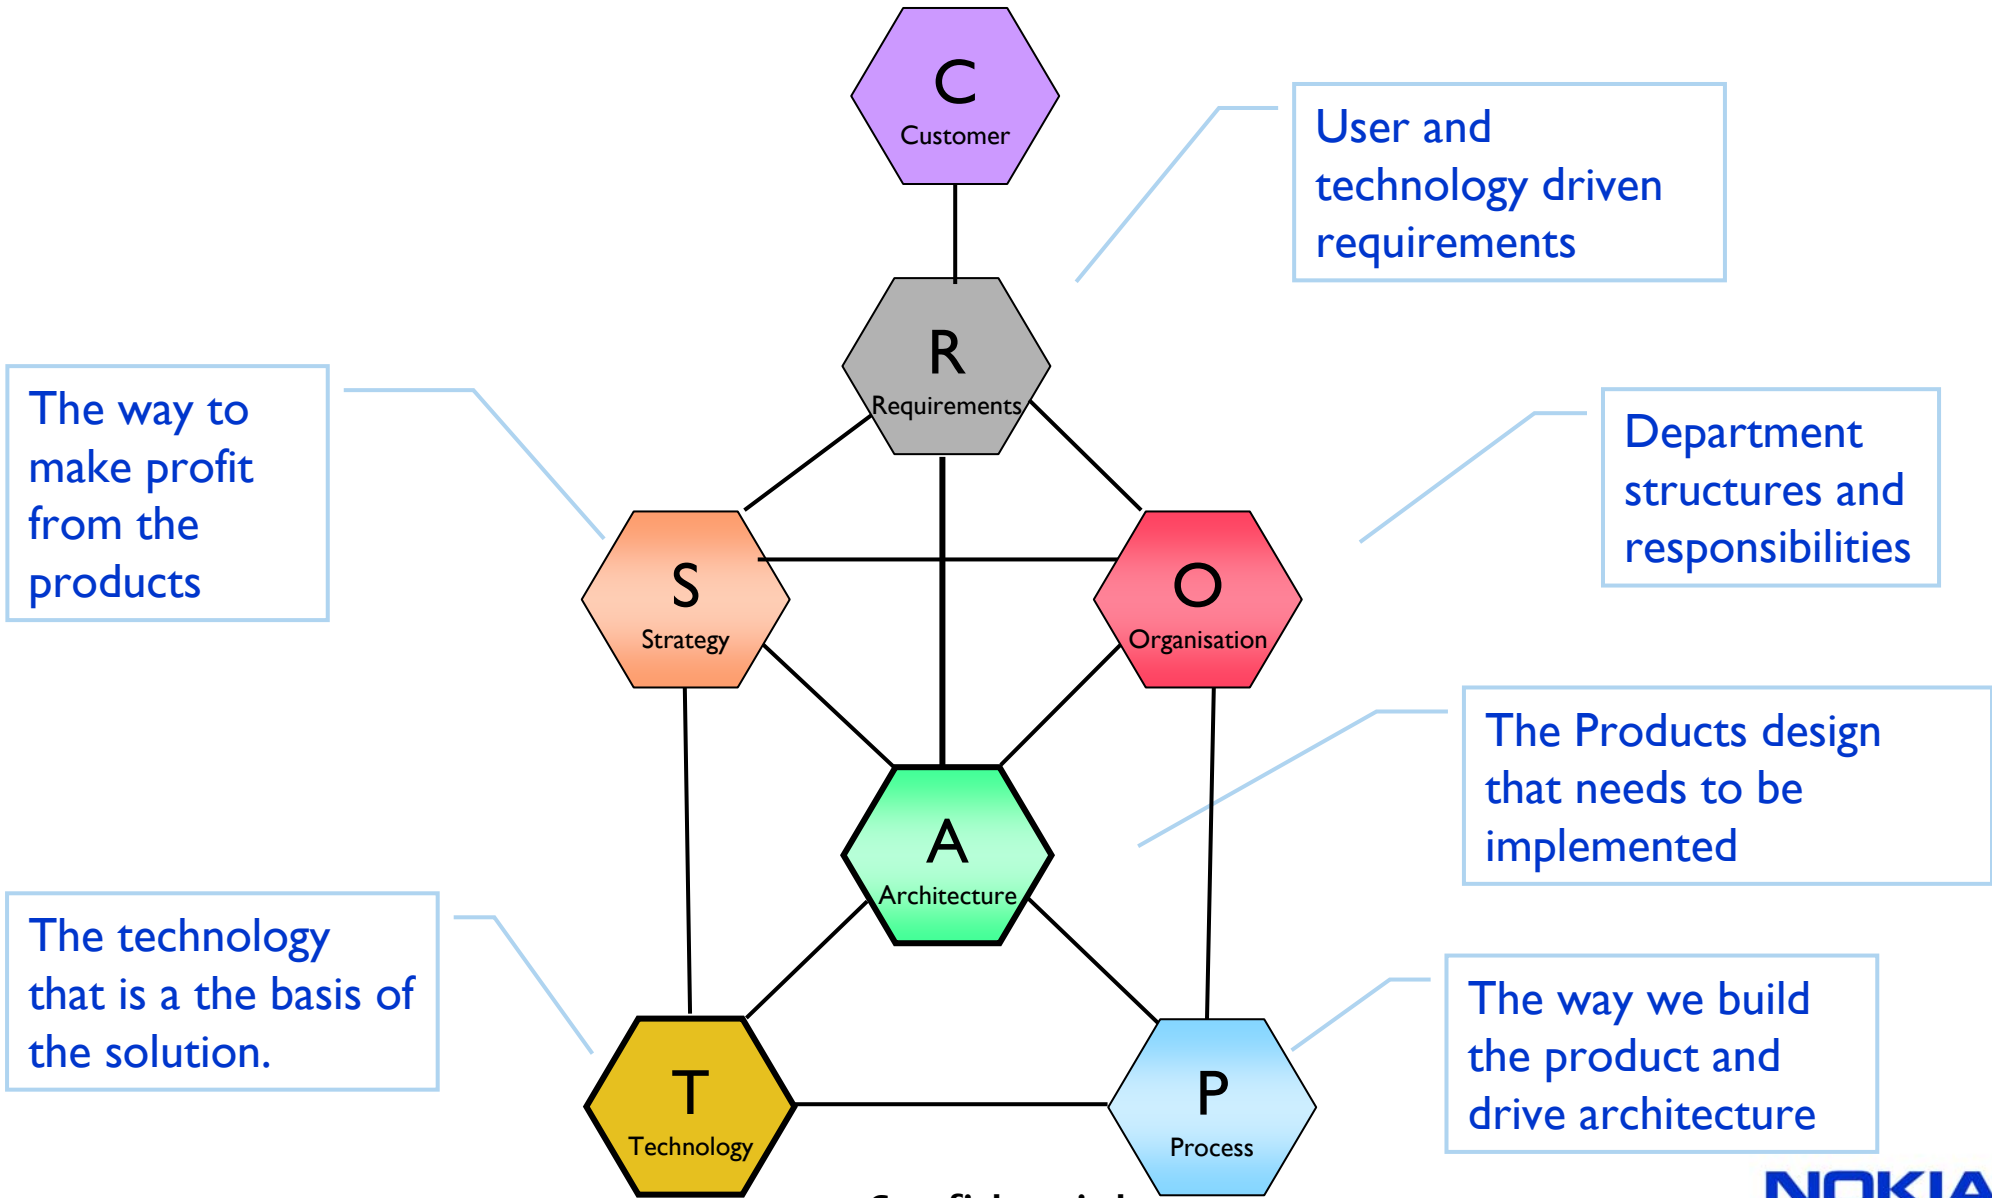 C
Customer
User and
technology driven
requirements
R
Requirements
The way to
make profit
from the
products
Department
structures and
responsibilities
S
Strategy
O
Organisation
The Products design
that needs to be
implemented
A
Architecture
The technology
that is a the basis of
the solution.
The way we build
the product and
drive architecture
T
Technology
P
Process
NOKIA